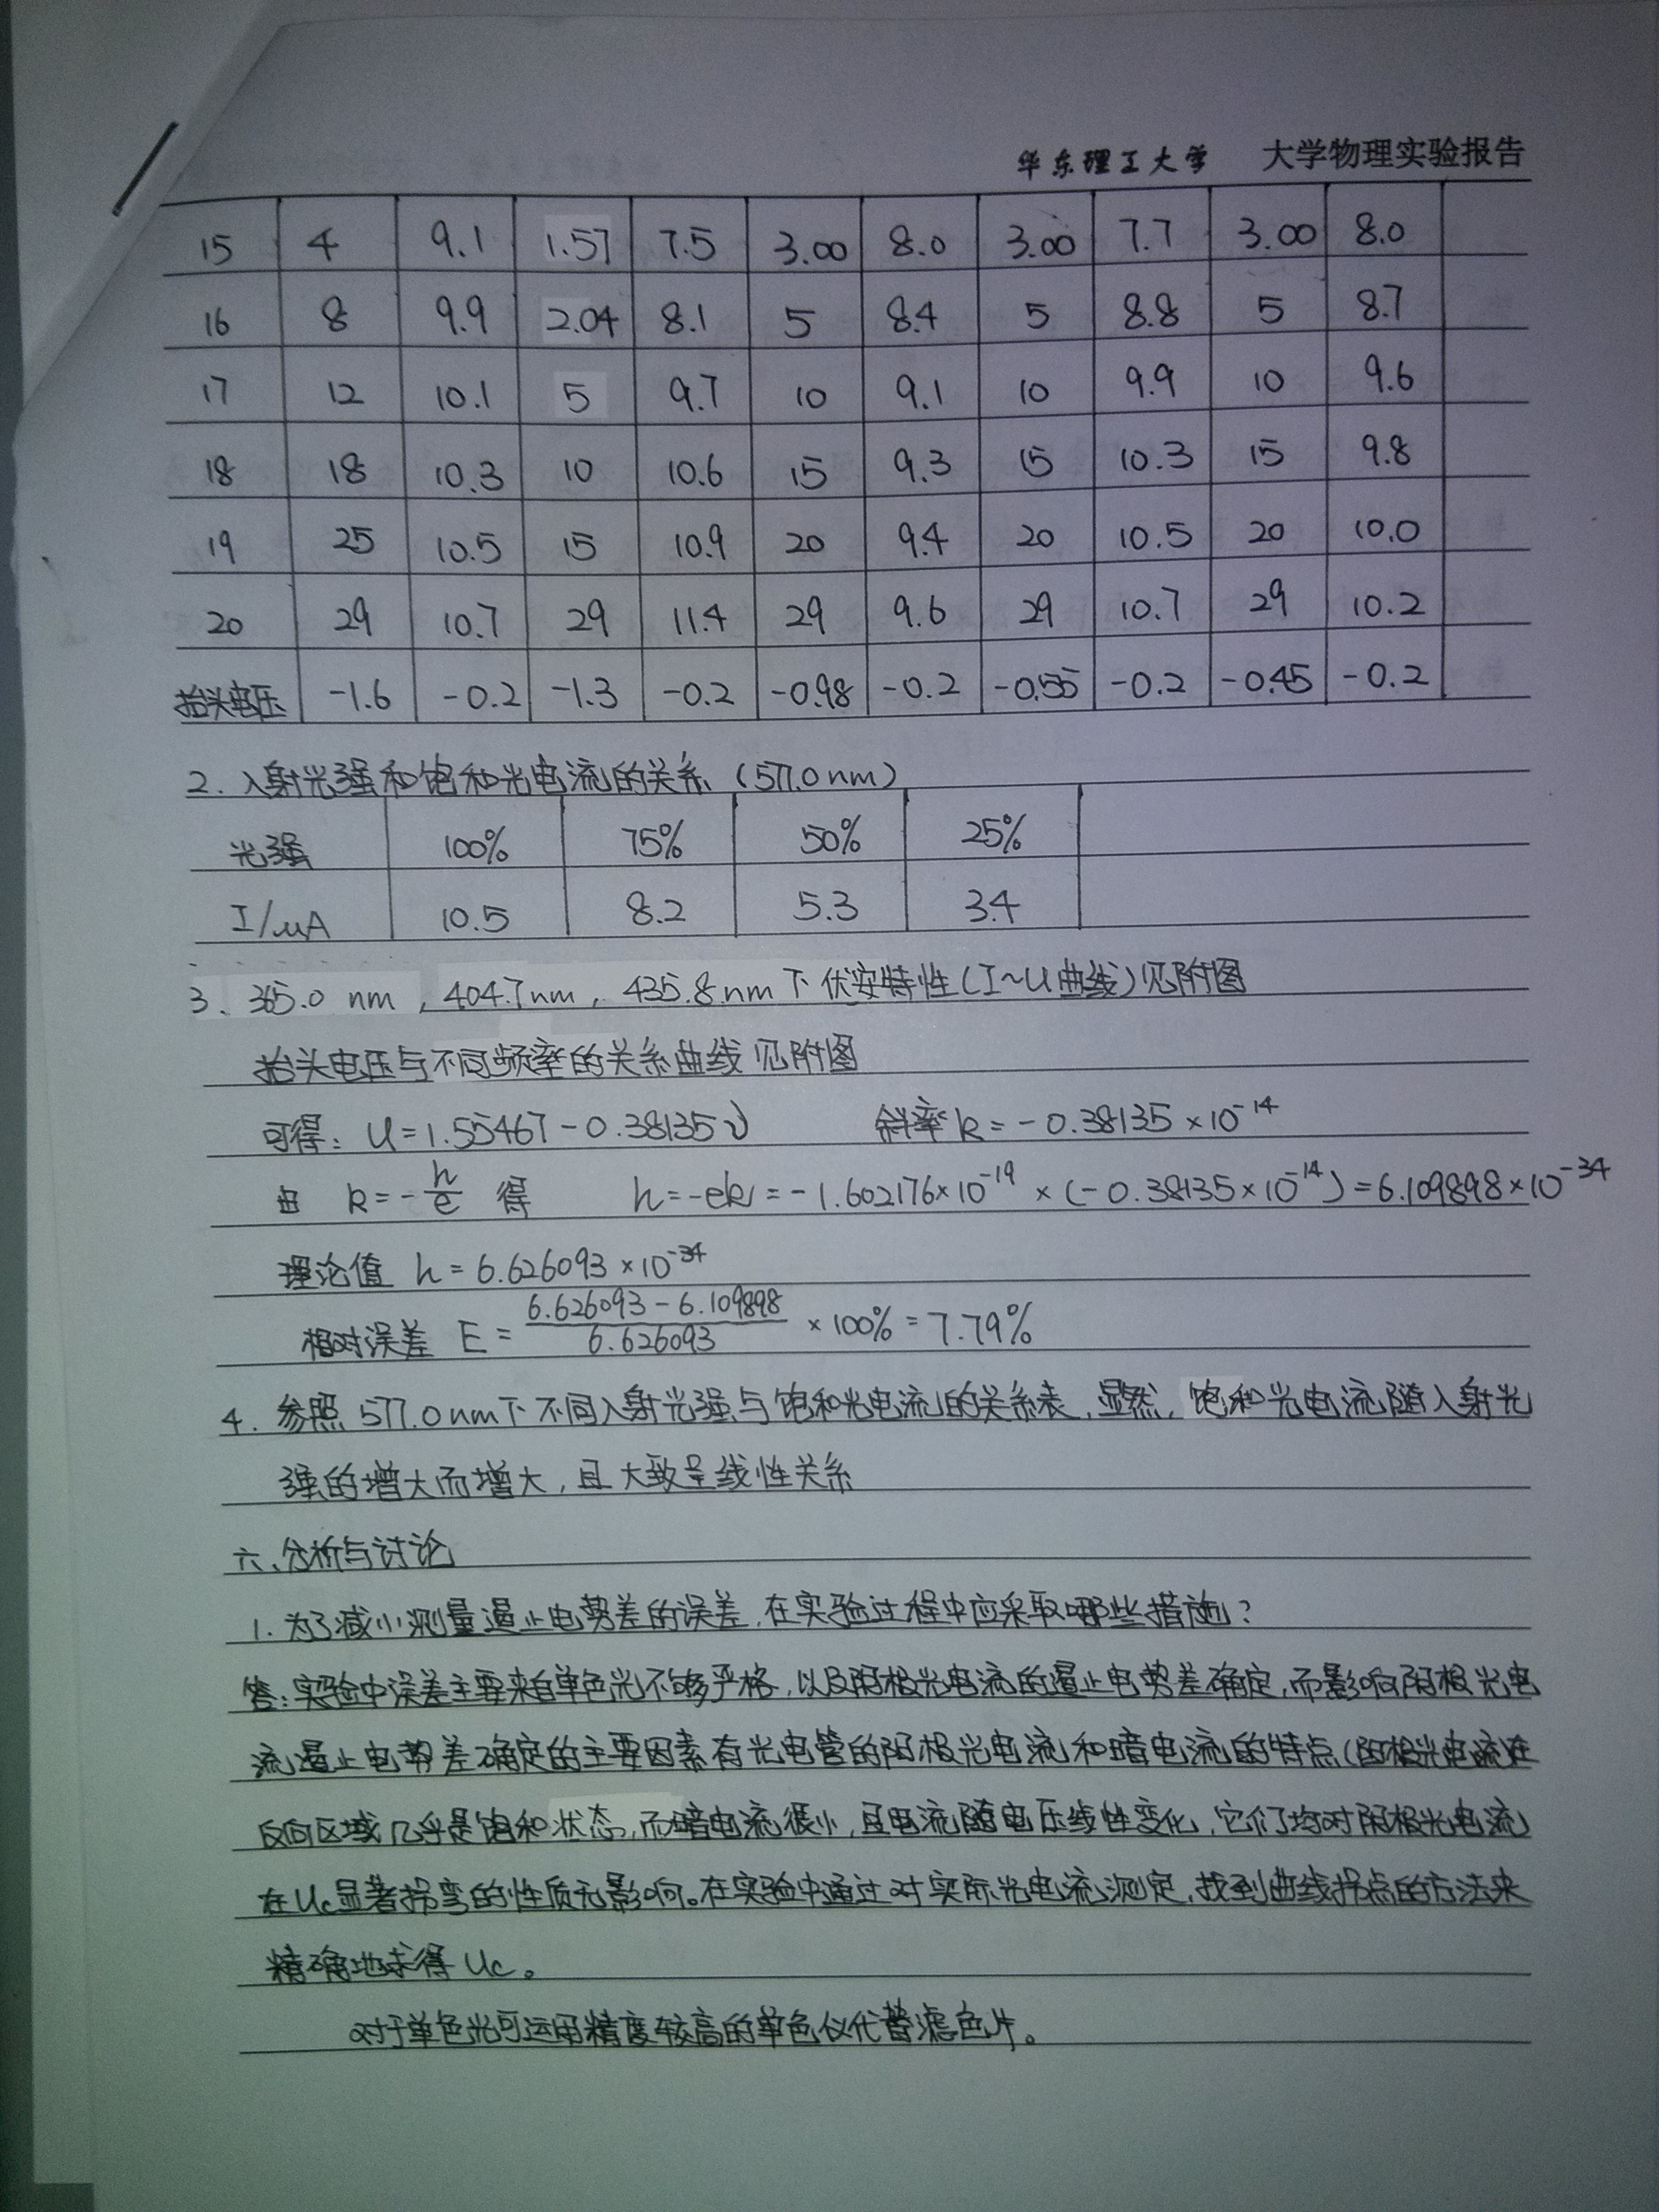 华东理工大学 大学物理实验报告
15 4 9.1 1.57 7.5 3.00 8.0 3.00 7.7 3.00 8.0
16 8 9.9 2.04 8.1 5 8.4 5 8.8 5 8.7
17 12 10.1 5 9.7 10 9.1 10 9.9 10 9.6
18 18 10.3 10 10.6 15 9.3 15 10.3 15 9.8
19 25 10.5 15 10.9 20 9.4 20 10.5 20 10.0
20 29 10.7 29 11.4 29 9.6 29 10.7 29 10.2
抬头电压 -1.6 -0.2 -1.3 -0.2 -0.98 -0.2 -0.55 -0.2 -0.45 -0.2
2. 入射光强和饱和光电流的关系 (577.0nm)
光强 100% 75% 50% 25%
I/μA 10.5 8.2 5.3 3.4
3、365.0 nm, 404.7nm, 435.8nm下伏安特性(I~U曲线)见附图
抬头电压与不同频率的关系曲线见附图
可得: U=1.55467-0.38135ν 斜率k=-0.38135×10^-14
由 k=-h/e 得 h=-ek=-1.602176×10^-19×(-0.38135×10^-14)=6.109898×10^-34
理论值 h=6.626093×10^-34
相对误差 E=(6.626093-6.109898)/6.626093 ×100%=7.79%
4. 参照577.0nm下不同入射光强与饱和光电流的关系表,显然,饱和光电流随入射光
强的增大而增大,且大致呈线性关系
六、分析与讨论
1. 为了减小测量遏止电势差的误差,在实验过程中应采取哪些措施?
答:实验中误差主要来自单色光不够严格,以及阴极光电流的遏止电势差确定,而影响阴极光电
流遏止电势差确定的主要因素有光电管的阳极光电流和暗电流的特点(阳极光电流在
反向区域几乎是饱和状态,而暗电流很小,且电流随电压线性变化,它们均对阴极光电流
在Uc显著拐弯的性质无影响。在实验中通过对实际光电流测定,找到曲线拐点的方法来
精确地求得Uc。
对于单色光可运用精度较高的单色仪代替滤色片。